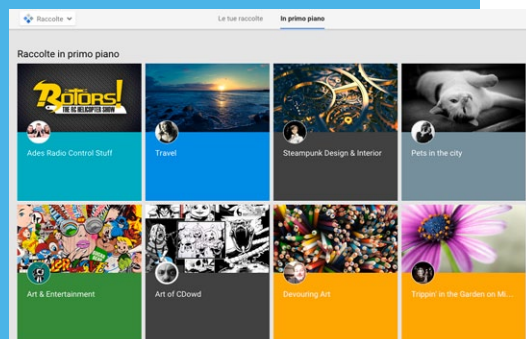 Raccolte
Le tue raccolte
In primo piano
Raccolte in primo piano
ROTORS!
THE RC HELICOPTER SHOW
Ades Radio Control Stuff
Travel
Steampunk Design & Interior
Pets in the city
Art & Entertainment
Art of CDowd
Devouring Art
Trippin' in the Garden on Mi...